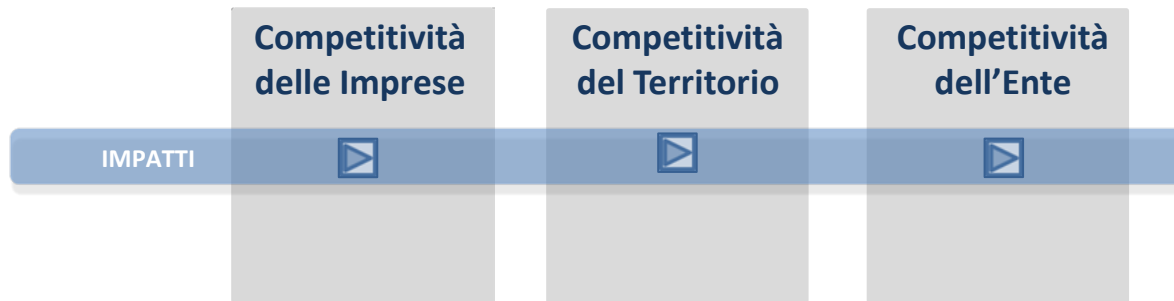 Competitività
delle Imprese
Competitività
del Territorio
Competitività
dell’Ente
IMPATTI